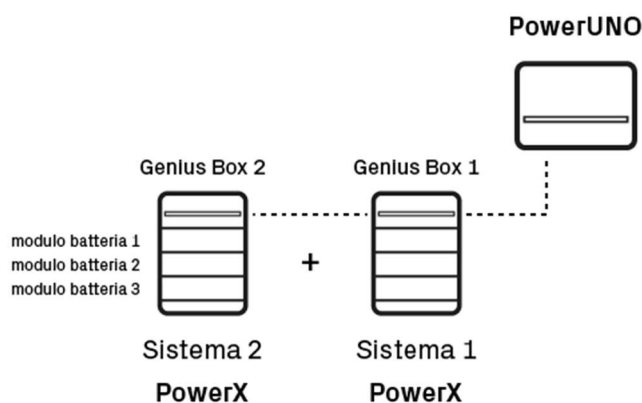 PowerUNO
Genius Box 2
Genius Box 1
modulo batteria 1
modulo batteria 2
modulo batteria 3
+
Sistema 2
Sistema 1
PowerX
PowerX